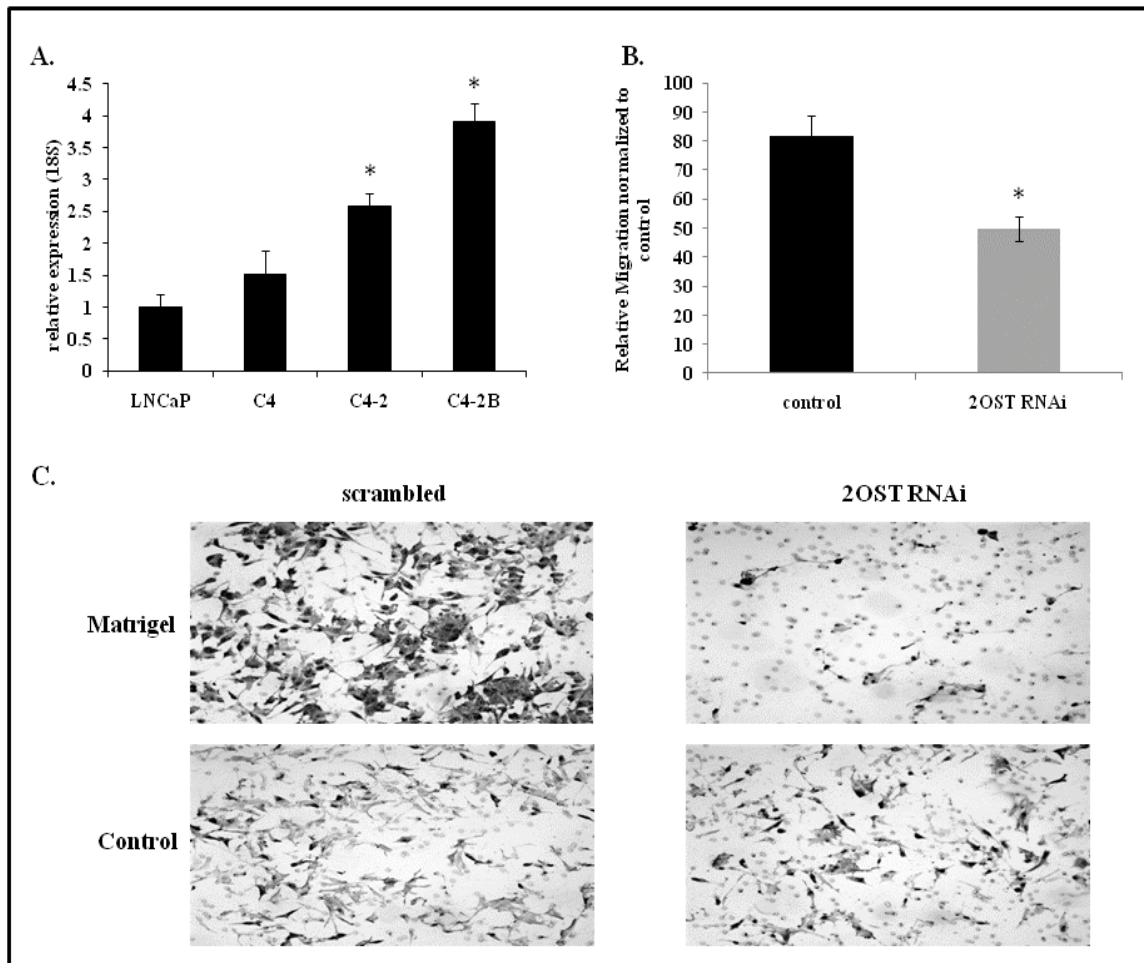 A.
relative expression (18S)
4.5
4
3.5
3
2.5
2
1.5
1
0.5
0
*
*
LNCaP
C4
C4-2
C4-2B
B.
Relative Migration normalized to
control
100
90
80
70
60
50
40
30
20
10
0
*
control
2OST RNAi
C.
scrambled
2OST RNAi
Matrigel
Control